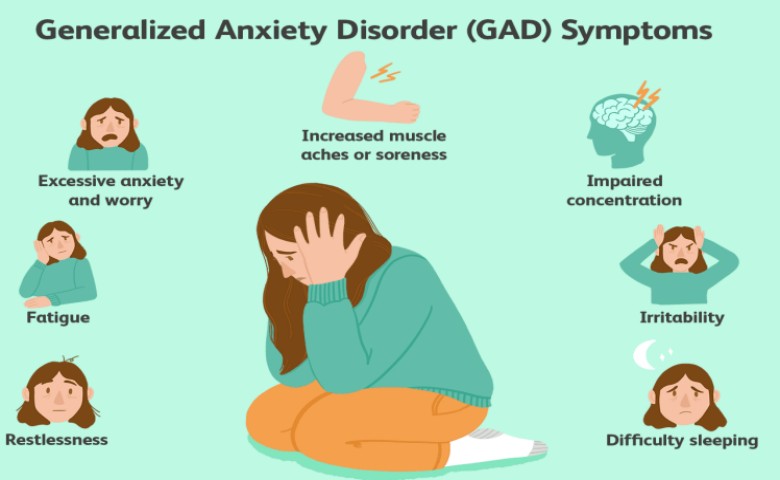 Generalized Anxiety Disorder (GAD) Symptoms
Increased muscle
aches or soreness
Excessive anxiety
and worry
Impaired
concentration
Fatigue
Irritability
Restlessness
Difficulty sleeping